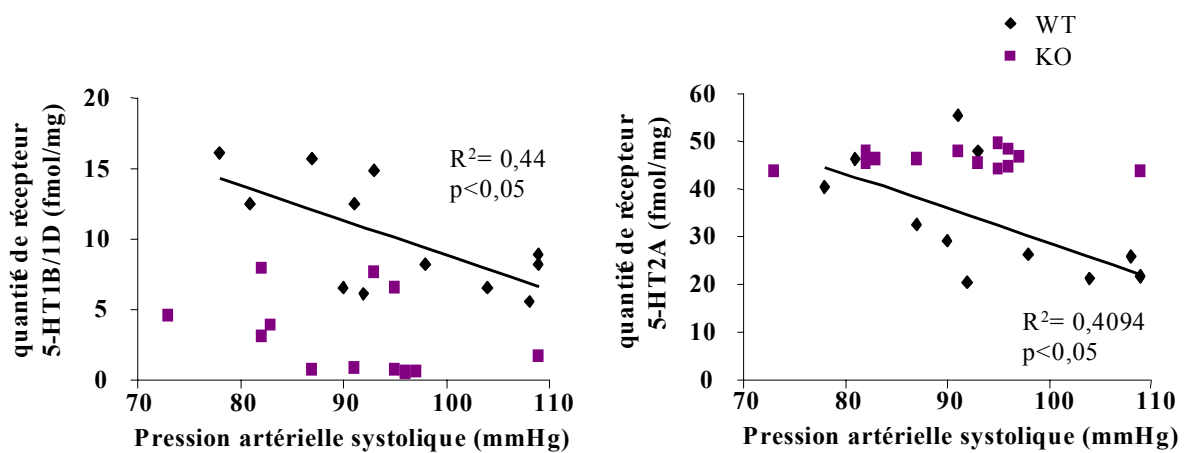 WT
KO
quantité de récepteur
5-HT1B/1D (fmol/mg)
20
15
10
5
0
R²= 0,44
p<0,05
70 80 90 100 110
Pression artérielle systolique (mmHg)
quantité de récepteur
5-HT2A (fmol/mg)
60
50
40
30
20
10
0
R²= 0,4094
p<0,05
70 80 90 100 110
Pression artérielle systolique (mmHg)